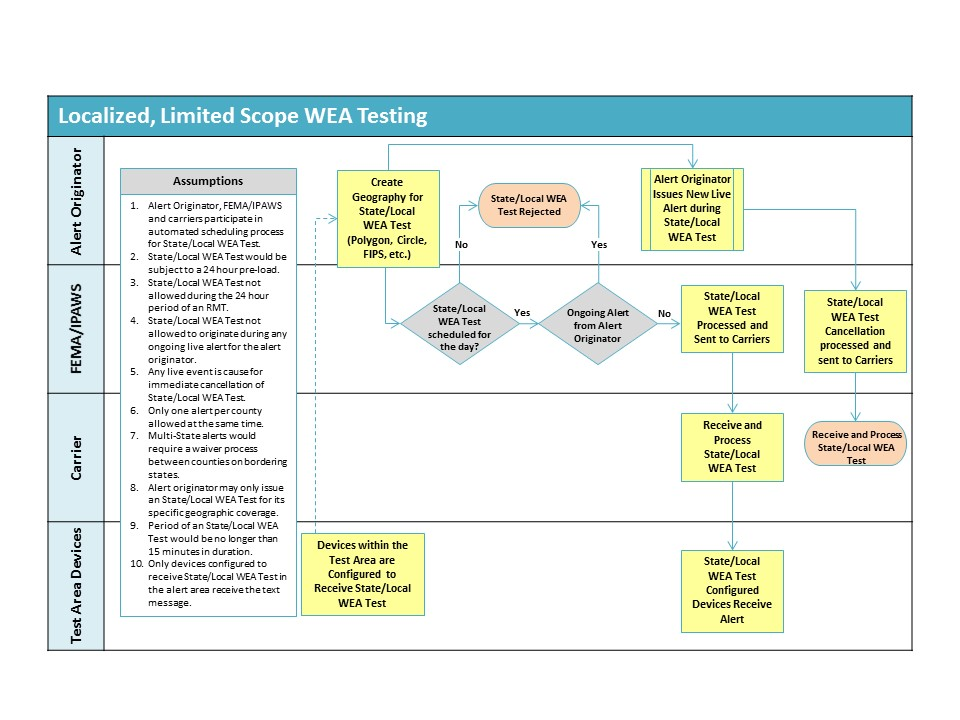 Localized, Limited Scope WEA Testing
Alert Originator
FEMA/IPAWS
Carrier
Test Area Devices
Assumptions
1. Alert Originator, FEMA/IPAWS
and carriers participate in
automated scheduling process
for State/Local WEA Test.
2. State/Local WEA Test would be
subject to a 24 hour pre-load.
3. State/Local WEA Test not
allowed during the 24 hour
period of an RMT.
4. State/Local WEA Test not
allowed to originate during any
ongoing live alert for the alert
originator.
5. Any live event is cause for
immediate cancellation of
State/Local WEA Test.
6. Only one alert per county
allowed at the same time.
7. Multi-State alerts would
require a waiver process
between counties on bordering
states.
8. Alert originator may only issue
an State/Local WEA Test for its
specific geographic coverage.
9. Period of an State/Local WEA
Test would be no longer than
15 minutes in duration.
10. Only devices configured to
receive State/Local WEA Test in
the alert area receive the text
message.
Create
Geography for
State/Local
WEA Test
(Polygon, Circle,
FIPS, etc.)
State/Local WEA
Test Rejected
Alert Originator
Issues New Live
Alert during
State/Local
WEA Test
No
Yes
State/Local
WEA Test
scheduled for
the day?
Yes
Ongoing Alert
from Alert
Originator
No
State/Local
WEA Test
Processed and
Sent to Carriers
State/Local
WEA Test
Cancellation
processed and
sent to Carriers
Receive and
Process
State/Local
WEA Test
Receive and Process
State/Local WEA
Test
Devices within the
Test Area are
Configured to
Receive State/Local
WEA Test
State/Local
WEA Test
Configured
Devices Receive
Alert